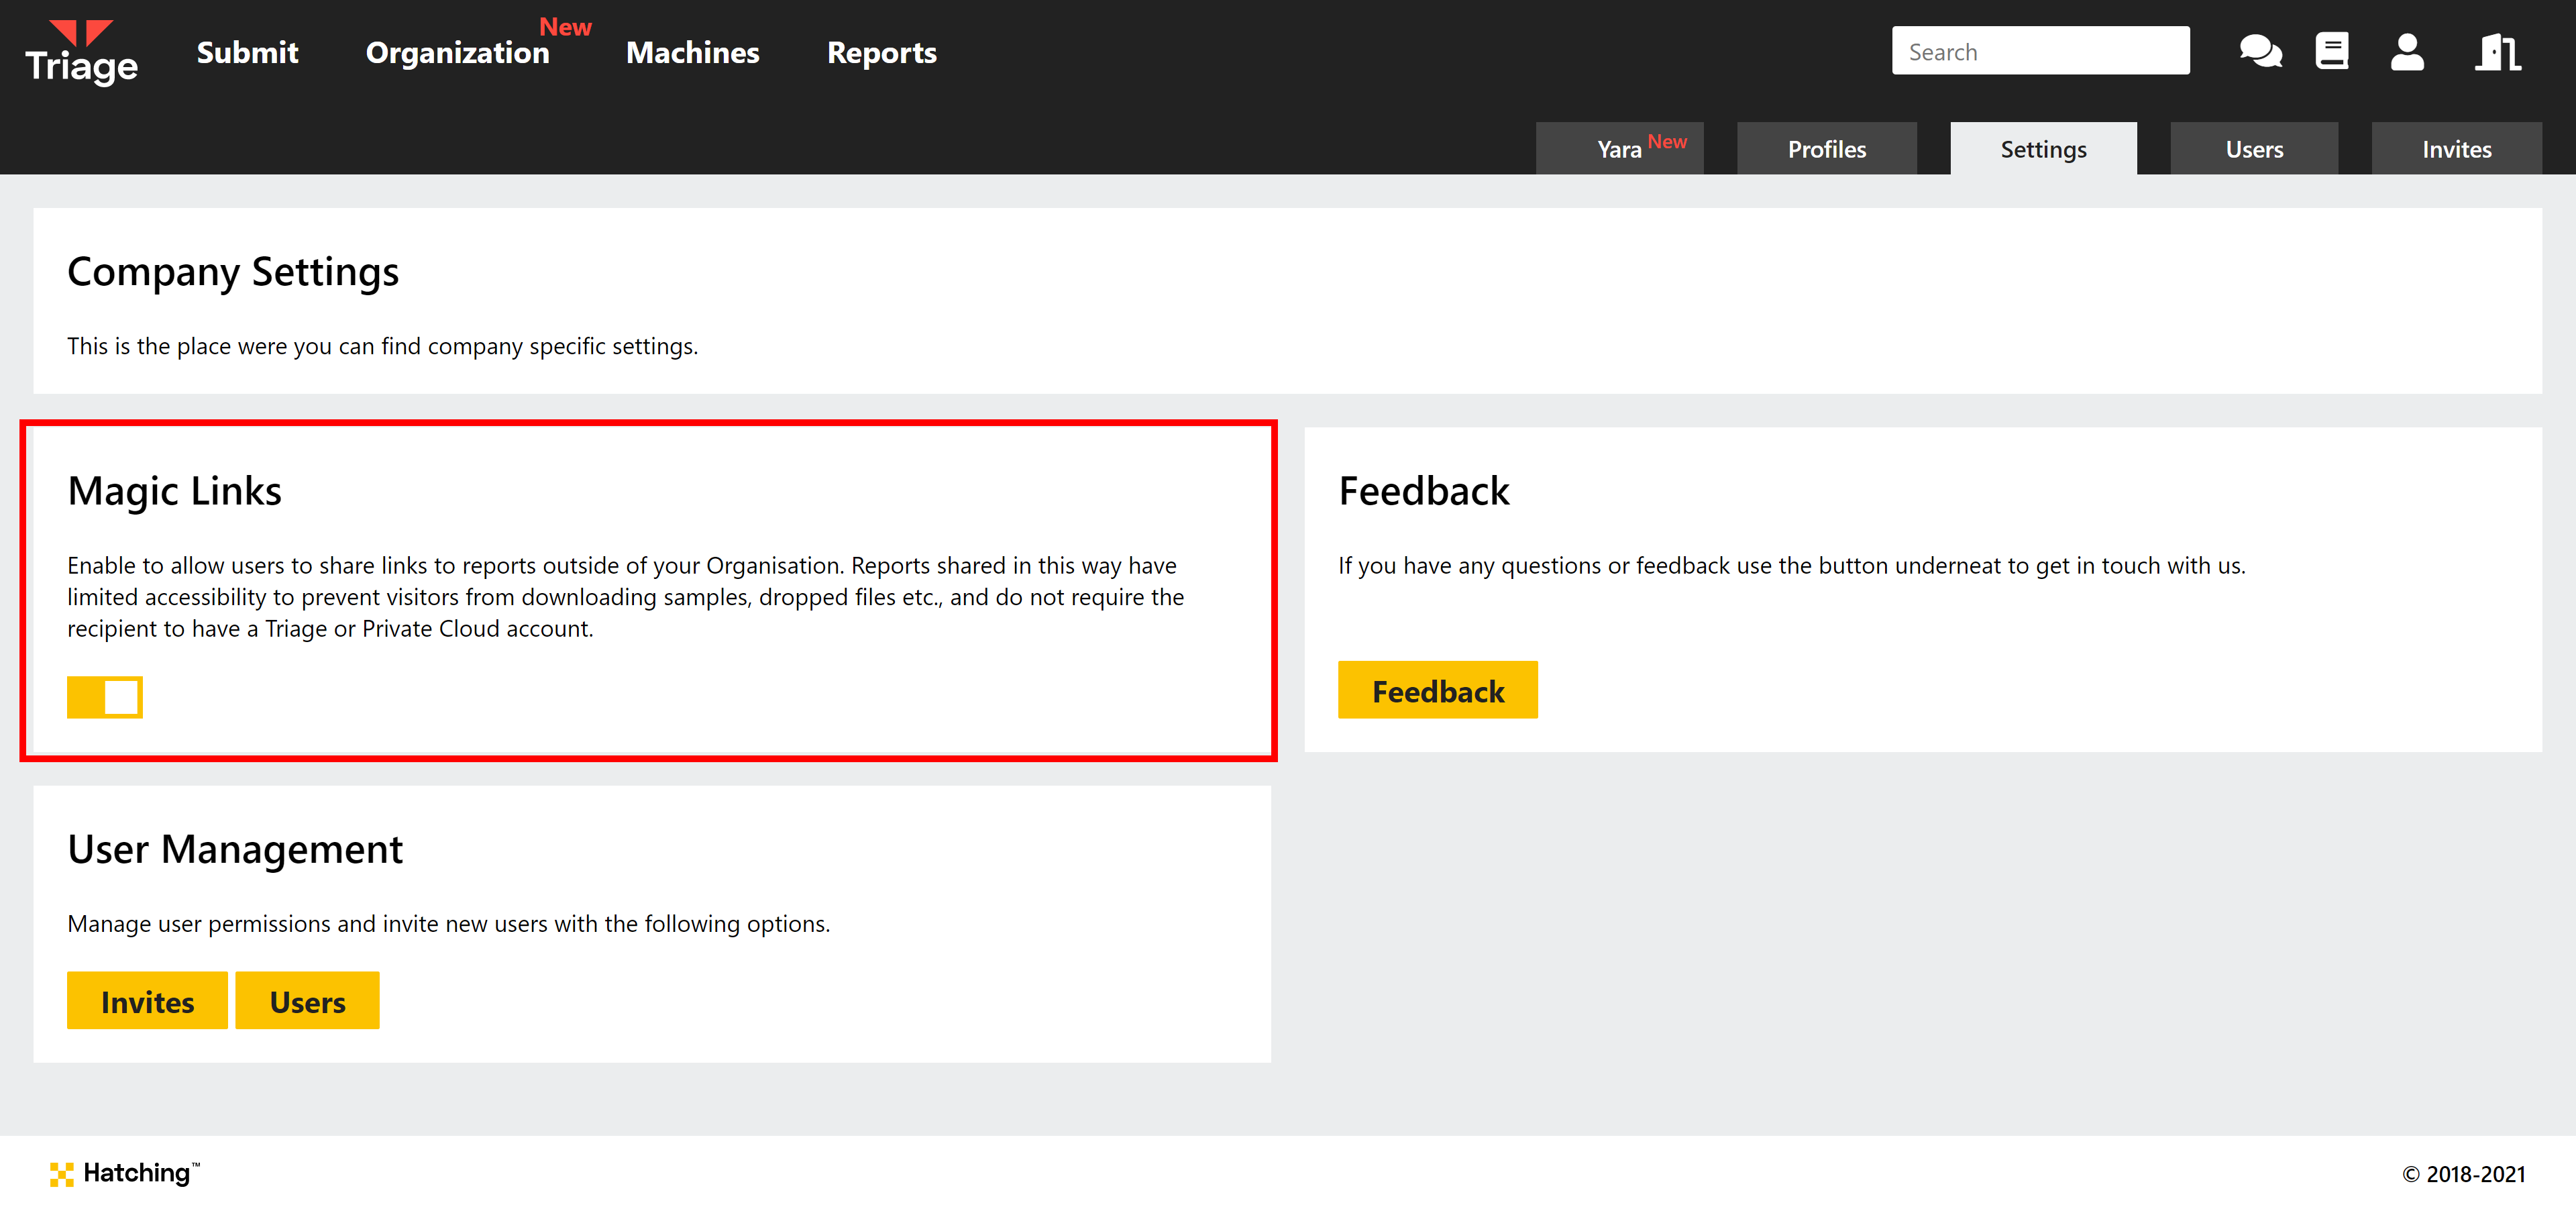 Triage
Submit
Organization New
Machines
Reports
Search
Yara New
Profiles
Settings
Users
Invites
Company Settings
This is the place were you can find company specific settings.
Magic Links
Enable to allow users to share links to reports outside of your Organisation. Reports shared in this way have
limited accessibility to prevent visitors from downloading samples, dropped files etc., and do not require the
recipient to have a Triage or Private Cloud account.
Feedback
If you have any questions or feedback use the button underneat to get in touch with us.
Feedback
User Management
Manage user permissions and invite new users with the following options.
Invites
Users
Hatching™
© 2018-2021